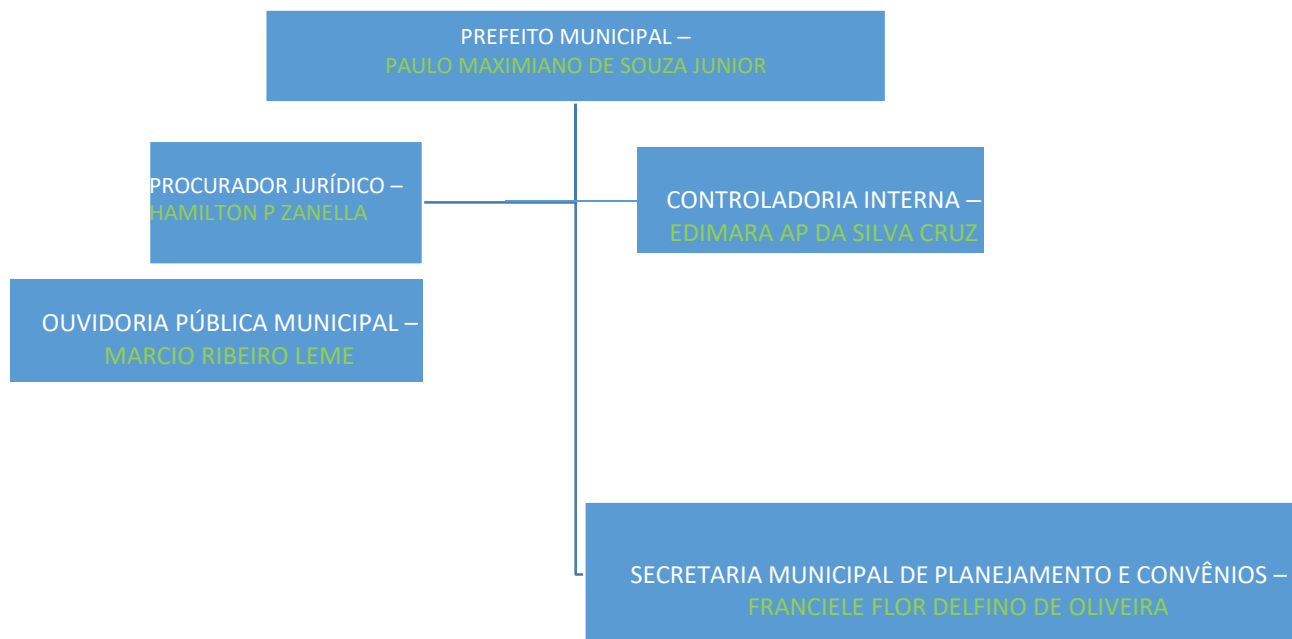 PREFEITO MUNICIPAL –
PAULO MAXIMIANO DE SOUZA JUNIOR
PROCURADOR JURÍDICO –
HAMILTON P ZANELLA
CONTROLADORIA INTERNA –
EDIMARA AP DA SILVA CRUZ
OUVIDORIA PÚBLICA MUNICIPAL –
MARCIO RIBEIRO LEME
SECRETARIA MUNICIPAL DE PLANEJAMENTO E CONVÊNIOS –
FRANCIELE FLOR DELFINO DE OLIVEIRA